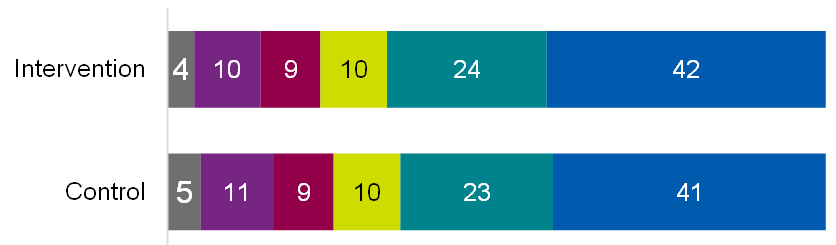 Intervention 4 10 9 10 24 42
Control 5 11 9 10 23 41